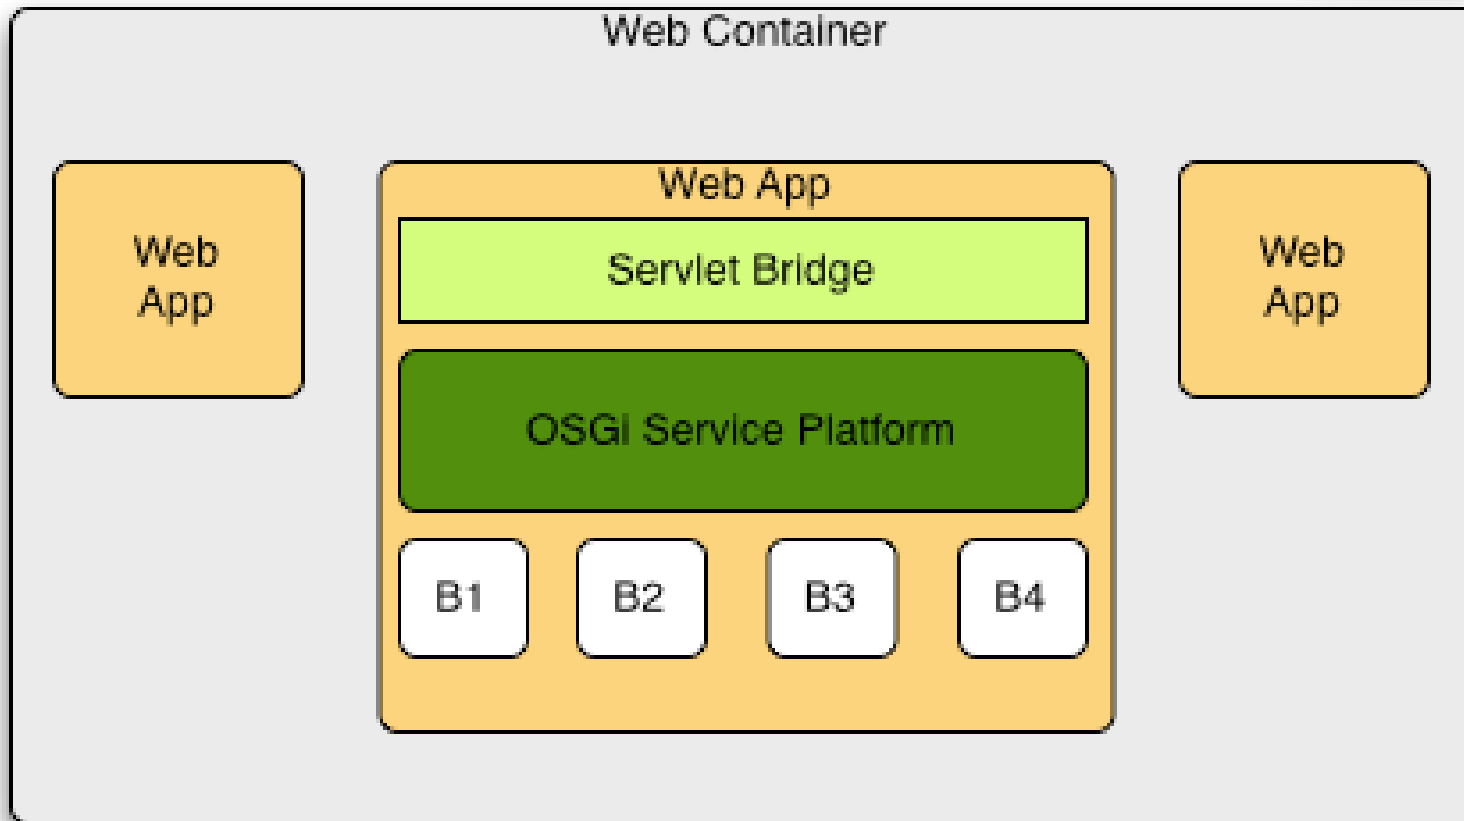 Web Container
Web
App
Web App
Servlet Bridge
OSGi Service Platform
B1
B2
B3
B4
Web
App